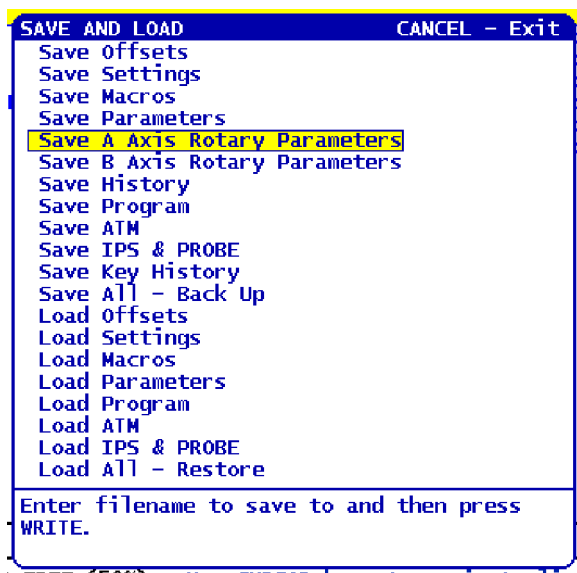 SAVE AND LOAD CANCEL - Exit
Save Offsets
Save Settings
Save Macros
Save Parameters
Save A Axis Rotary Parameters
Save B Axis Rotary Parameters
Save History
Save Program
Save ATM
Save IPS & PROBE
Save Key History
Save All - Back Up
Load Offsets
Load Settings
Load Macros
Load Parameters
Load Program
Load ATM
Load IPS & PROBE
Load All - Restore
Enter filename to save to and then press
WRITE.